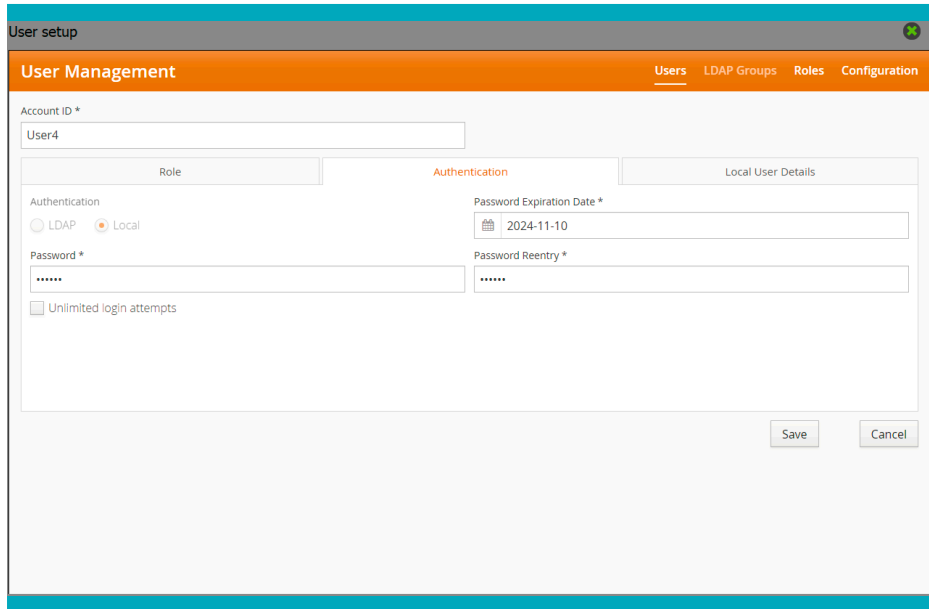 User setup
User Management
Users LDAP Groups Roles Configuration
Account ID *
User4
Role Authentication Local User Details
Authentication Password Expiration Date *
LDAP Local 2024-11-10
Password * Password Reentry *
•••••• ••••••
Unlimited login attempts
Save Cancel